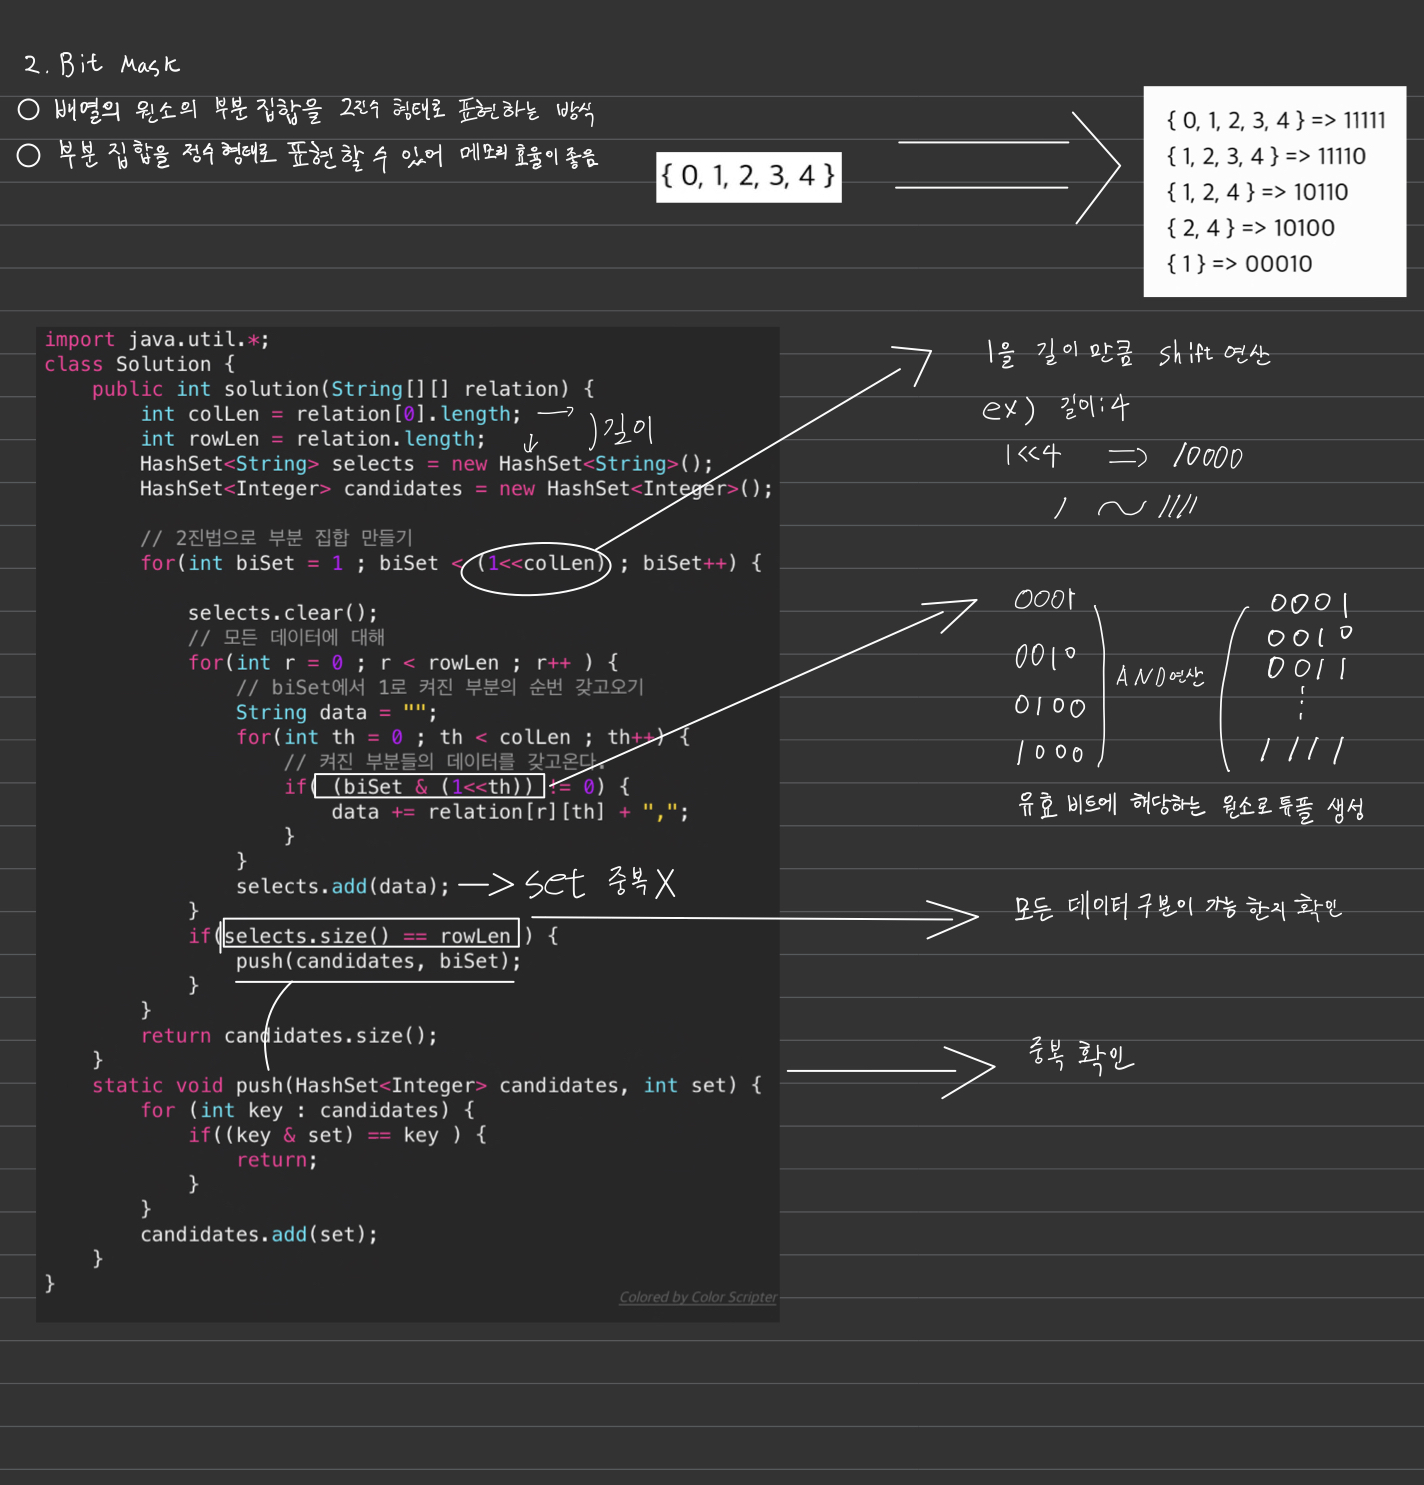 2. Bit Mask
○ 배열의 원소의 부분 집합을 2진수 형태로 표현하는 방식
○ 부분 집합을 정수 형태로 표현할 수 있어 메모리 효율이 좋음
{ 0, 1, 2, 3, 4 }
{ 0, 1, 2, 3, 4 } => 11111
{ 1, 2, 3, 4 } => 11110
{ 1, 2, 4 } => 10110
{ 2, 4 } => 10100
{ 1 } => 00010
import java.util.*;
class Solution {
    public int solution(String[][] relation) {
        int colLen = relation[0].length;
        int rowLen = relation.length;
        HashSet<String> selects = new HashSet<String>();
        HashSet<Integer> candidates = new HashSet<Integer>();
        // 2진법으로 부분 집합 만들기
        for(int biSet = 1 ; biSet < (1<<colLen) ; biSet++) {
            selects.clear();
            // 모든 데이터에 대해
            for(int r = 0 ; r < rowLen ; r++ ) {
                // biSet에서 1로 켜진 부분의 순번 갖고오기
                String data = "";
                for(int th = 0 ; th < colLen ; th++) {
                    // 켜진 부분들의 데이터를 갖고온다.
                    if( (biSet & (1<<th)) != 0) {
                        data += relation[r][th] + ",";
                    }
                }
                selects.add(data);
            }
            if(selects.size() == rowLen ) {
                push(candidates, biSet);
            }
        }
        return candidates.size();
    }
    static void push(HashSet<Integer> candidates, int set) {
        for (int key : candidates) {
            if((key & set) == key ) {
                return;
            }
        }
        candidates.add(set);
    }
}
Colored by Color Scripter
길이
set 중복X
1을 길이 만큼 shift 연산
ex) 길이:4
1<<4 => 10000
1 ~ 1111
0001
0010
0100
1000
AND연산
0001
0010
0011
⋮
1111
유효 비트에 해당하는 원소로 튜플 생성
모든 데이터 구분이 가능 한지 확인
중복 확인